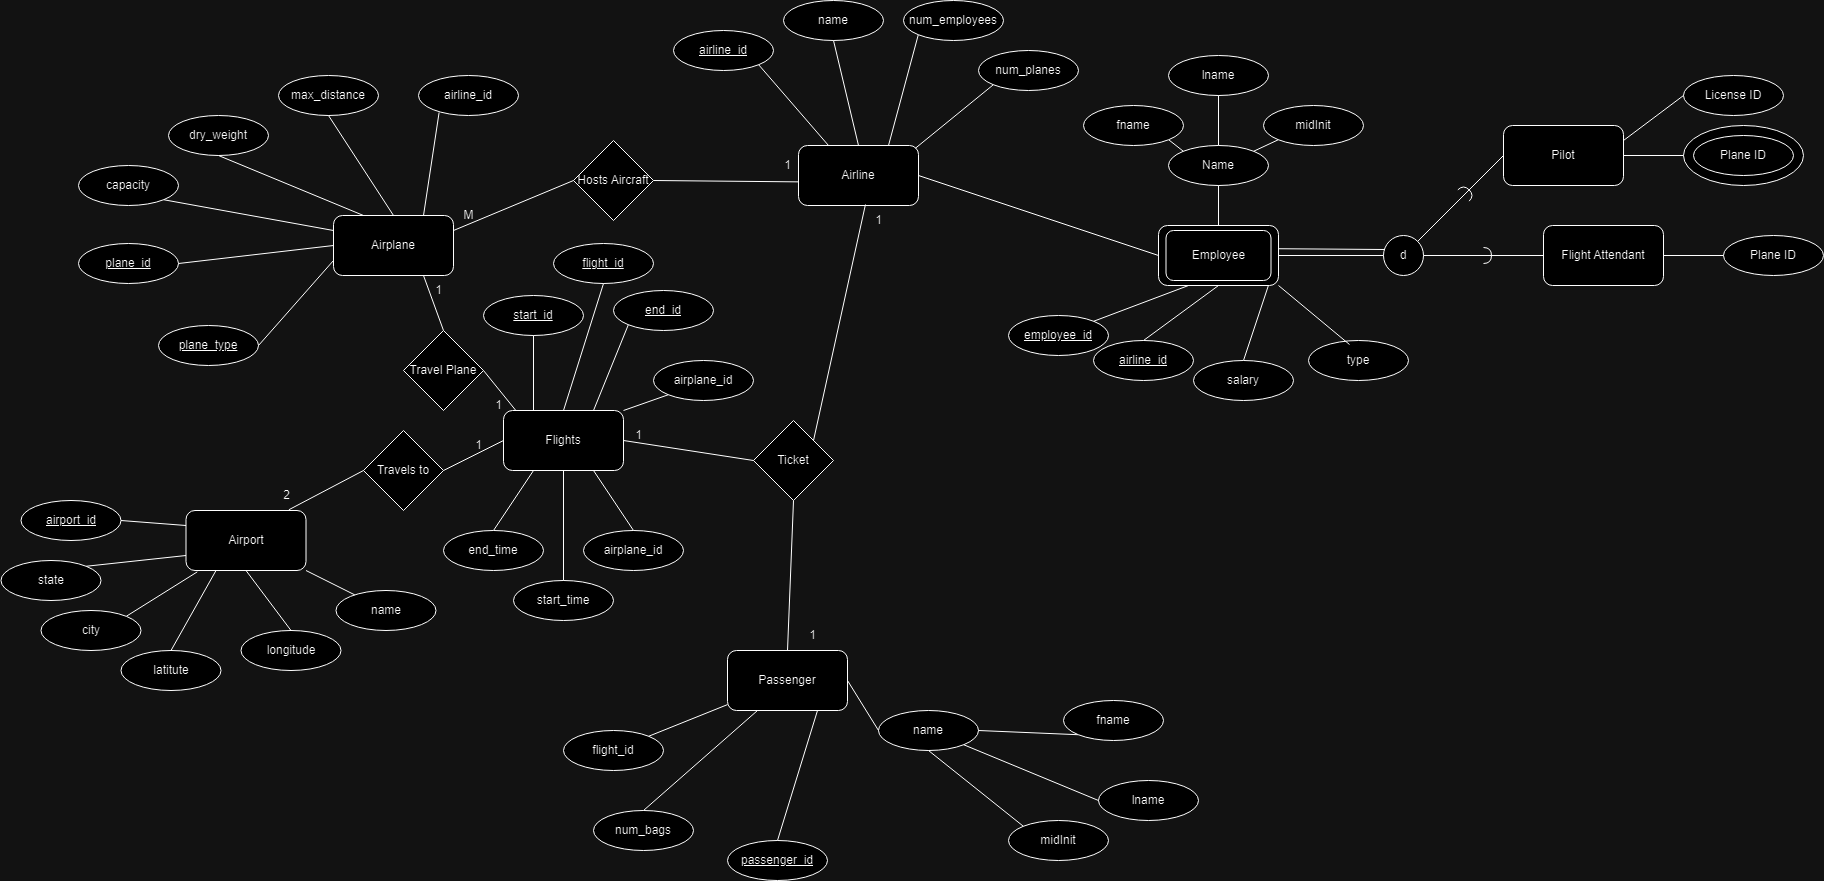 name
num_employees
airline_id
num_planes
lname
max_distance
airline_id
License ID
fname
midInit
dry_weight
Pilot
Plane ID
1
Name
Airline
Hosts Aircraft
capacity
M
1
Airplane
Employee
d
Flight Attendant
Plane ID
plane_id
flight_id
1
end_id
start_id
employee_id
plane_type
airline_id
type
Travel Plane
airplane_id
salary
1
1
1
Flights
Ticket
Travels to
2
airport_id
Airport
end_time
airplane_id
state
start_time
name
city
1
longitude
latitute
Passenger
fname
name
flight_id
lname
num_bags
midInit
passenger_id